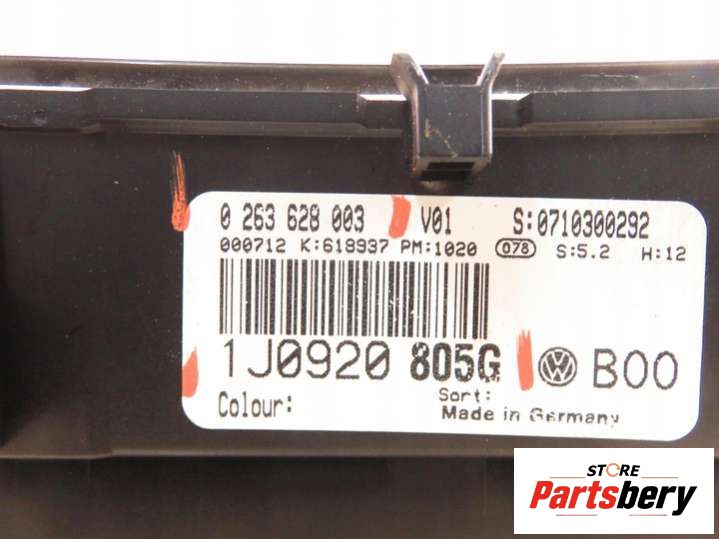 0 263 628 003 V01 S:0710300292
000712 K:618937 PM:1020 078 S:5.2 H:12
1J0920 805G VW B00
Colour: Sort:
Made in Germany
STORE
Partsbery